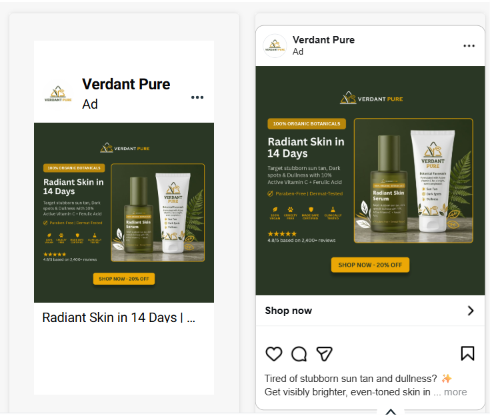 Verdant Pure
Ad
VERDANT PURE
100% ORGANIC BOTANICALS
Radiant Skin in
14 Days
Target stubborn sun tan, Dark
spots & Dullness with 10%
Active Vitamin C + Ferulic Acid
Paraben-Free | Dermat-Tested
4.8/5 based on 2,400+ reviews
SHOP NOW - 20% OFF
Radiant Skin in 14 Days | ...
Verdant Pure
Ad
VERDANT PURE
100% ORGANIC BOTANICALS
Radiant Skin in
14 Days
Target stubborn sun tan, Dark
spots & Dullness with 10%
Active Vitamin C + Ferulic Acid
Paraben-Free | Dermat-Tested
4.8/5 based on 2,400+ reviews
Radiant Skin
Serum
VERDANT
PURE
SHOP NOW - 20% OFF
Shop now
Tired of stubborn sun tan and dullness? ✨
Get visibly brighter, even-toned skin in ... more